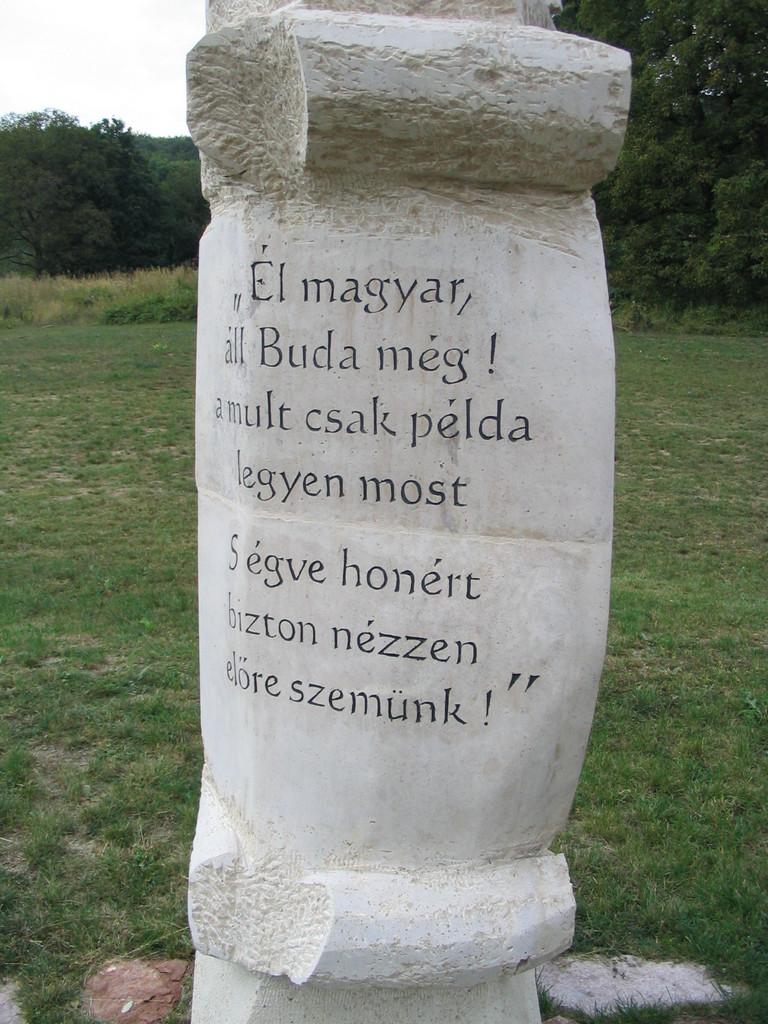 „Él magyar,
áll Buda még !
a mult csak példa
legyen most
S égve honért
bizton nézzen
előre szemünk ! ”